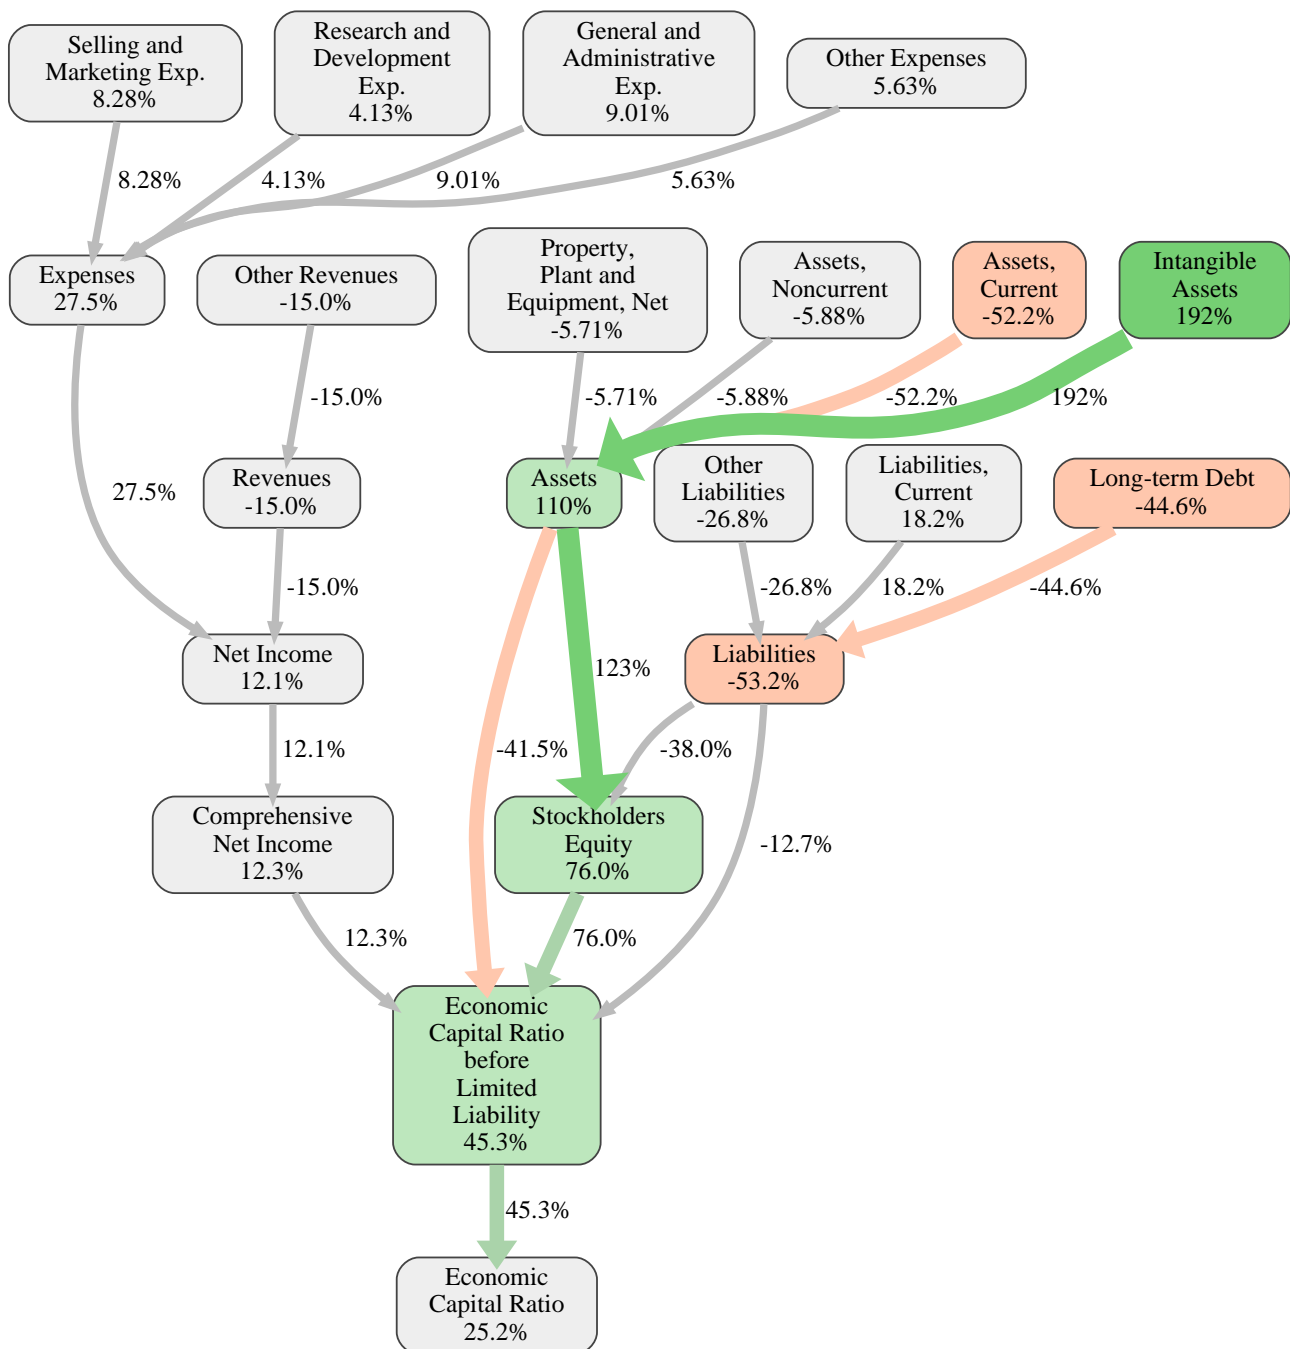 Selling and
Marketing Exp.
8.28%
Research and
Development
Exp.
4.13%
General and
Administrative
Exp.
9.01%
Other Expenses
5.63%
8.28%
4.13%
9.01%
5.63%
Expenses
27.5%
Other Revenues
-15.0%
Property,
Plant and
Equipment, Net
-5.71%
Assets,
Noncurrent
-5.88%
Assets,
Current
-52.2%
Intangible
Assets
192%
-15.0%
-5.71%
-5.88%
-52.2%
192%
27.5%
Revenues
-15.0%
Assets
110%
Other
Liabilities
-26.8%
Liabilities,
Current
18.2%
Long-term Debt
-44.6%
-15.0%
-26.8%
18.2%
-44.6%
Net Income
12.1%
123%
Liabilities
-53.2%
12.1%
-41.5%
-38.0%
Comprehensive
Net Income
12.3%
Stockholders
Equity
76.0%
-12.7%
12.3%
76.0%
Economic
Capital Ratio
before
Limited
Liability
45.3%
45.3%
Economic
Capital Ratio
25.2%